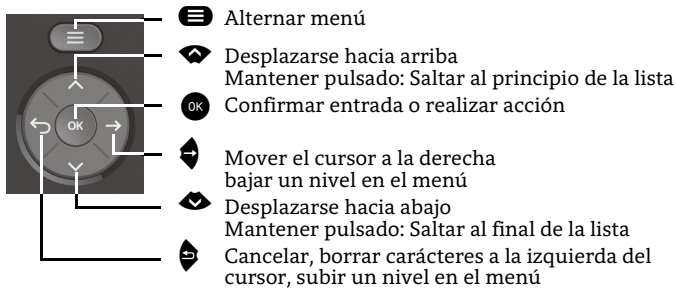 Alternar menú
Desplazarse hacia arriba
Mantener pulsado: Saltar al principio de la lista
OK
Confirmar entrada o realizar acción
OK
Mover el cursor a la derecha
bajar un nivel en el menú
Desplazarse hacia abajo
Mantener pulsado: Saltar al final de la lista
Cancelar, borrar carácteres a la izquierda del
cursor, subir un nivel en el menú